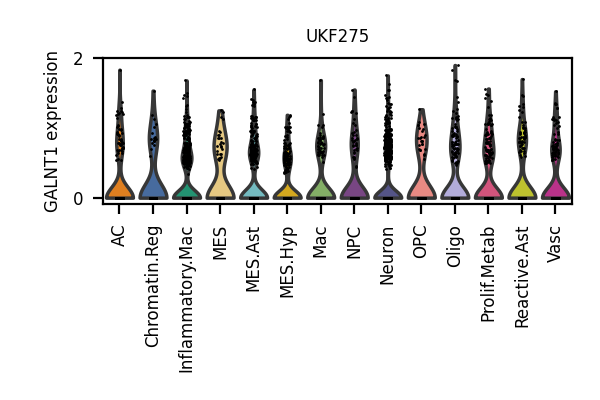 UKF275
GALNT1 expression
2
0
AC
Chromatin.Reg
Inflammatory.Mac
MES
MES.Ast
MES.Hyp
Mac
NPC
Neuron
OPC
Oligo
Prolif.Metab
Reactive.Ast
Vasc